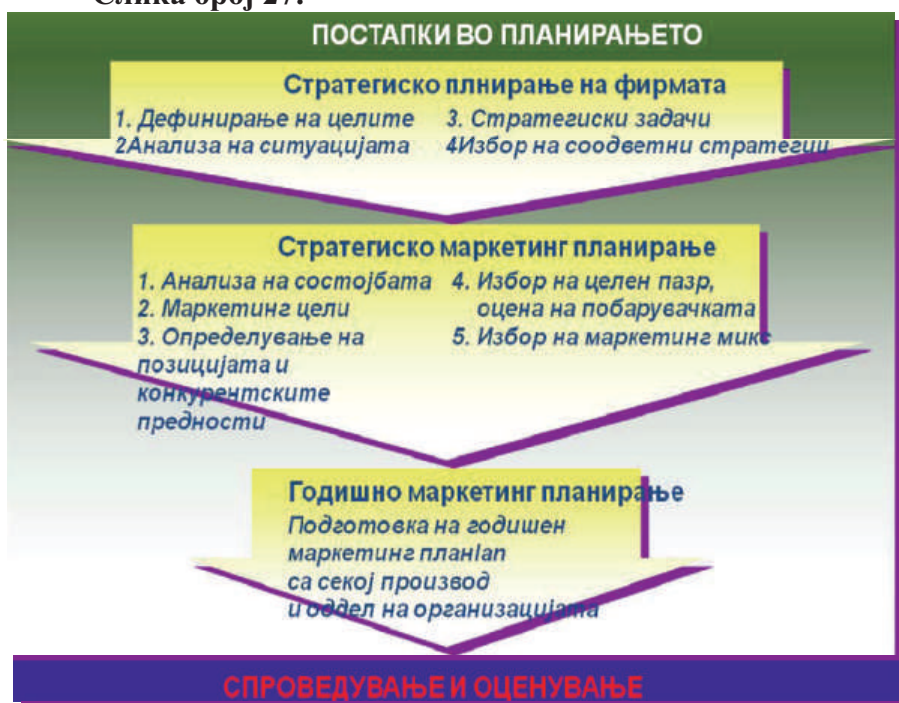 Слика број 27.
ПОСТАПКИ ВО ПЛАНИРАЊЕТО
Стратегиско плнирање на фирмата
1. Дефинирање на целите
2Анализа на ситуацијата
3. Стратегиски задачи
4Избор на соодветни стратегии
Стратегиско маркетинг планирање
1. Анализа на состојбата
2. Маркетинг цели
3. Определување на
позицијата и
конкурентските
предности
4. Избор на целен пазр,
оцена на побарувачката
5. Избор на маркетинг микс
Годишно маркетинг планирање
Подготовка на годишен
маркетинг планlап
са секој производ
и оддел на организацијата
СПРОВЕДУВАЊЕ И ОЦЕНУВАЊЕ